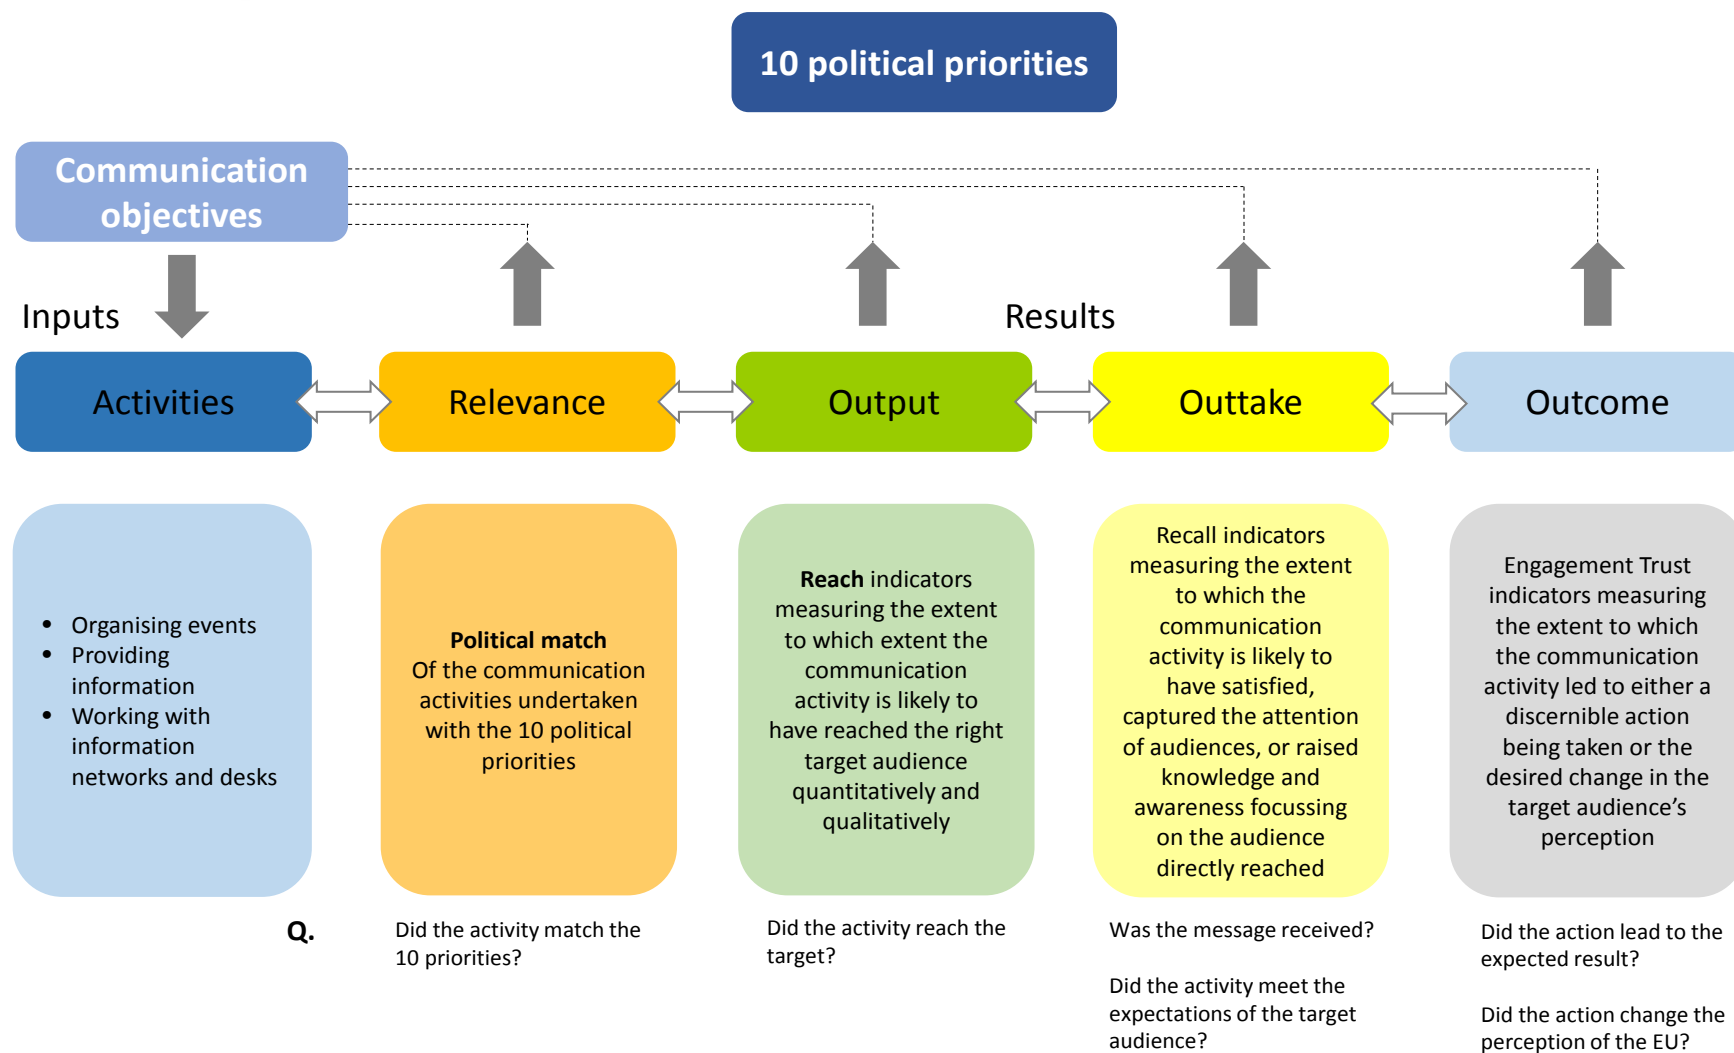 10 political priorities
Communication
objectives
Inputs
Results
Activities
Relevance
Output
Outtake
Outcome
• Organising events
• Providing
information
• Working with
information
networks and desks
Political match
Of the communication
activities undertaken
with the 10 political
priorities
Reach indicators
measuring the extent
to which extent the
communication
activity is likely to
have reached the right
target audience
quantitatively and
qualitatively
Recall indicators
measuring the extent
to which the
communication
activity is likely to
have satisfied,
captured the attention
of audiences, or raised
knowledge and
awareness focussing
on the audience
directly reached
Engagement Trust
indicators measuring
the extent to which
the communication
activity led to either a
discernible action
being taken or the
desired change in the
target audience’s
perception
Q.
Did the activity match the
10 priorities?
Did the activity reach the
target?
Was the message received?
Did the activity meet the
expectations of the target
audience?
Did the action lead to the
expected result?
Did the action change the
perception of the EU?